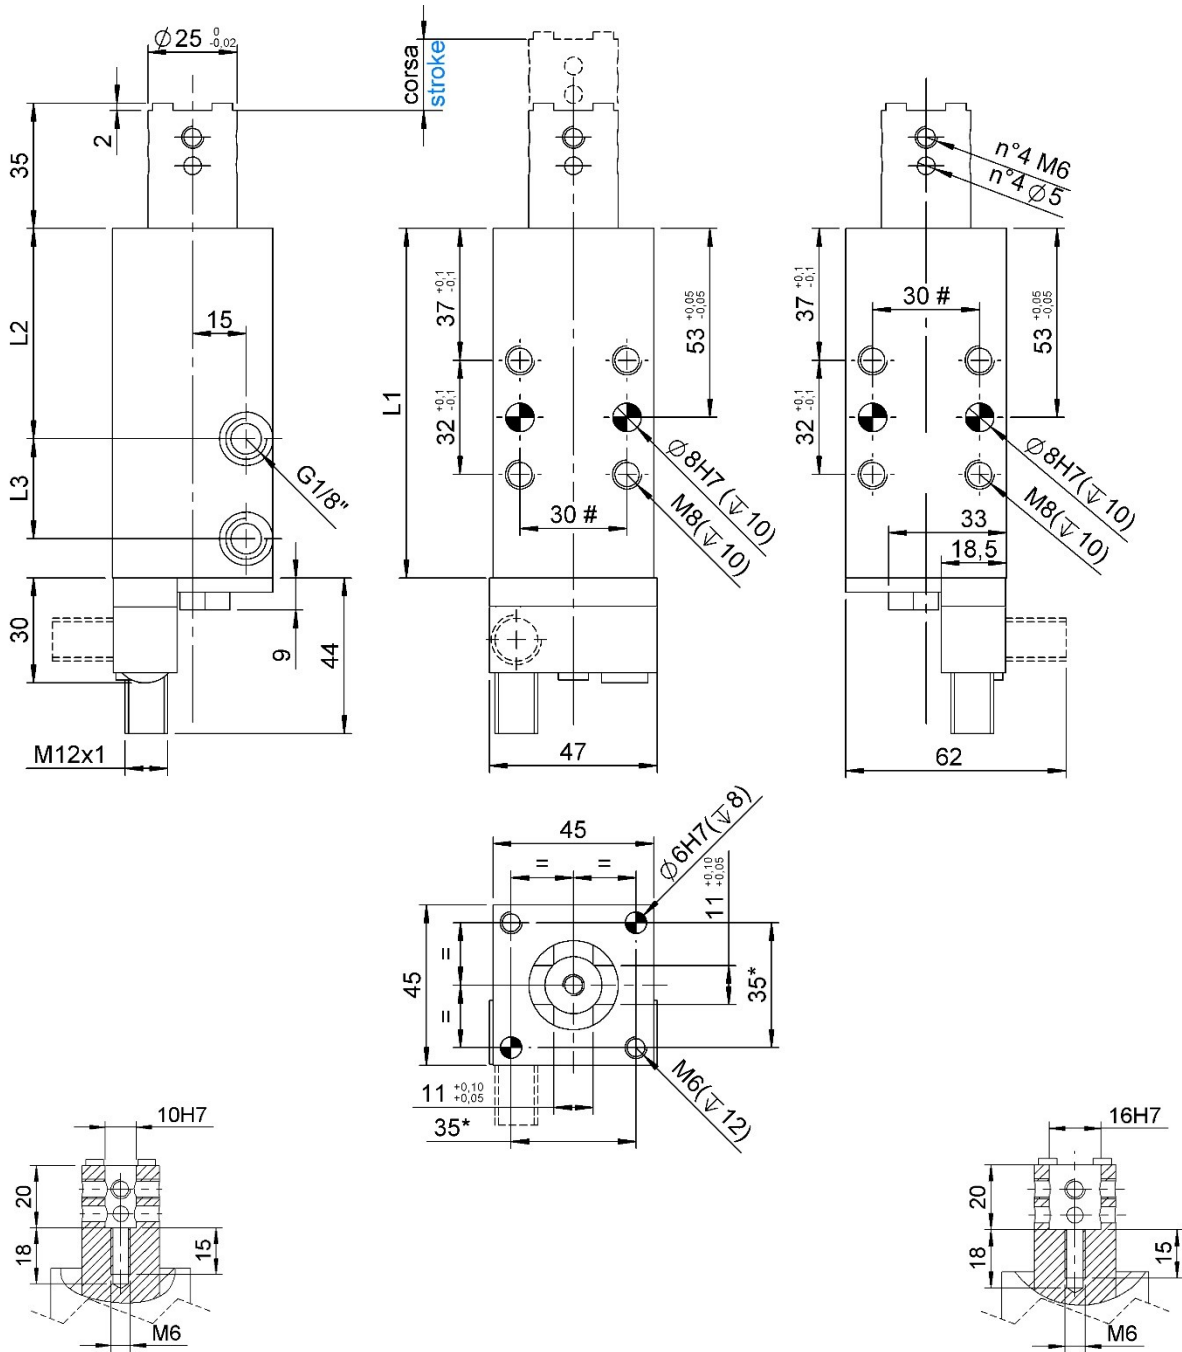 Ø25 0 -0,02
35
2
L2
L3
15
G1/8"
30
9
44
M12x1
corsa
stroke
L1
37 +0,1 -0,1
32 +0,1 -0,1
53 +0,05 -0,05
30 #
Ø8H7(↧10)
M8(↧10)
47
n°4 M6
n°4 Ø5
37 +0,1 -0,1
30 #
53 +0,05 -0,05
32 +0,1 -0,1
Ø8H7(↧10)
M8(↧10)
33
18,5
62
45
Ø6H7(↧8)
= =
11 +0,10 +0,05
45
=
=
35*
11 +0,10 +0,05
35*
M6(↧12)
10H7
20
18
15
M6
16H7
20
18
15
M6